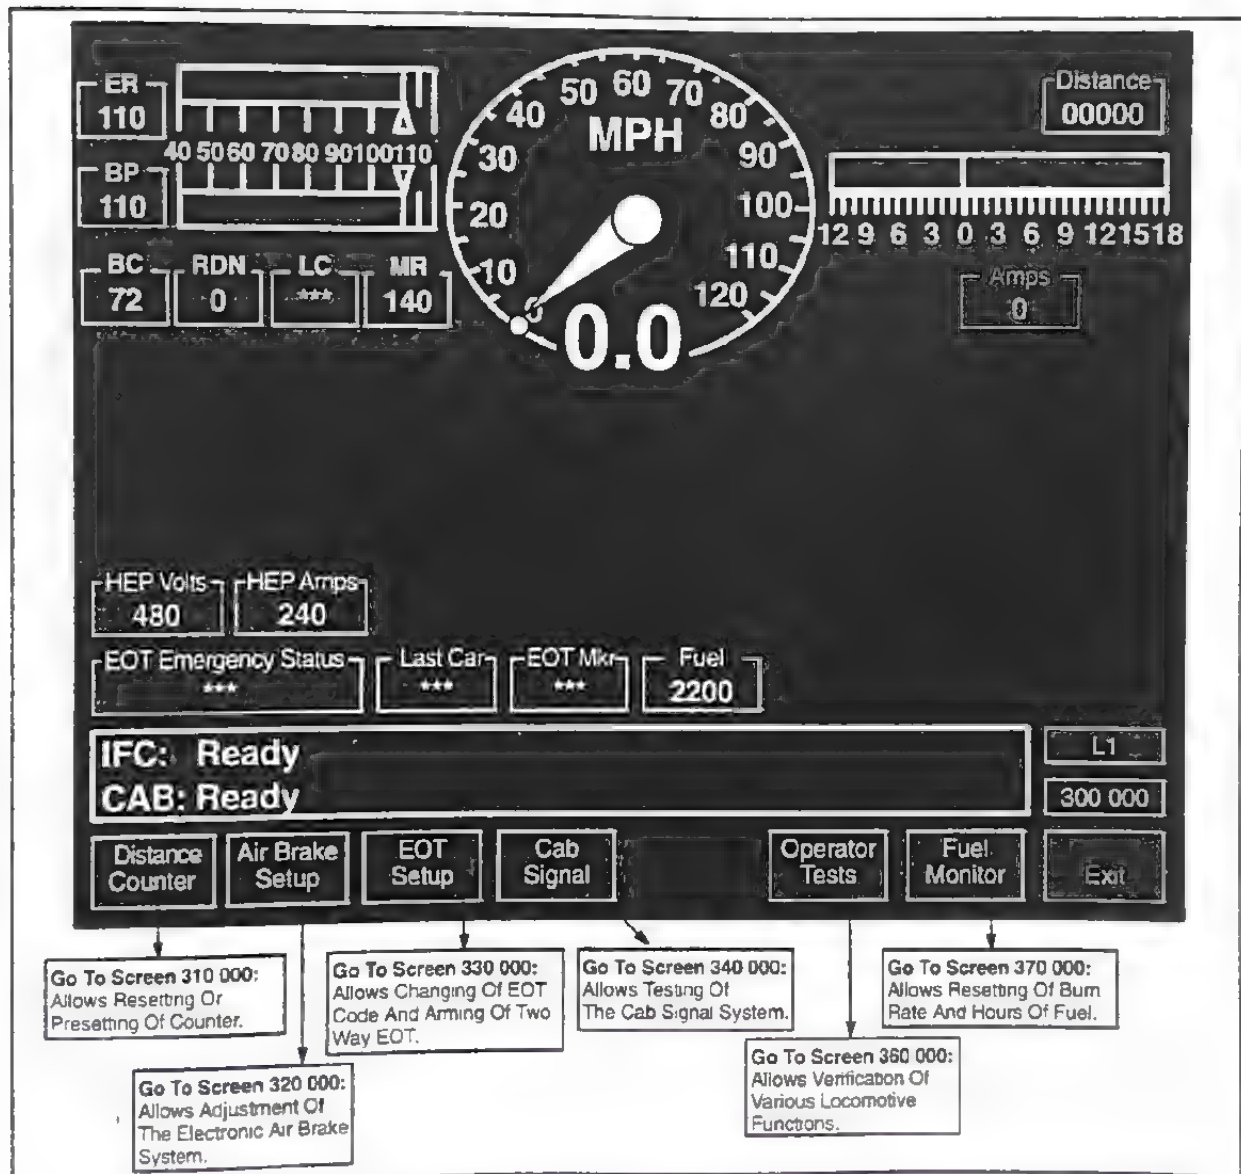 ER
110
40 50 60 70 80 90 100 110
BP
110
BC
72
RDN
0
LC
***
MR
140
0 10 20 30 40 50 60 70 80 90 100 110 120
MPH
0.0
Distance
00000
12 9 6 3 0 3 6 9 12 15 18
Amps
0
HEP Volts
480
HEP Amps
240
EOT Emergency Status
***
Last Car
***
EOT Mkr
***
Fuel
2200
IFC: Ready
CAB: Ready
L1
300 000
Distance
Counter
Air Brake
Setup
EOT
Setup
Cab
Signal
Operator
Tests
Fuel
Monitor
Exit
Go To Screen 310 000:
Allows Resetting Or
Presetting Of Counter.
Go To Screen 320 000:
Allows Adjustment Of
The Electronic Air Brake
System.
Go To Screen 330 000:
Allows Changing Of EOT
Code And Arming Of Two
Way EOT.
Go To Screen 340 000:
Allows Testing Of
The Cab Signal System.
Go To Screen 360 000:
Allows Verification Of
Various Locomotive
Functions.
Go To Screen 370 000:
Allows Resetting Of Burn
Rate And Hours Of Fuel.